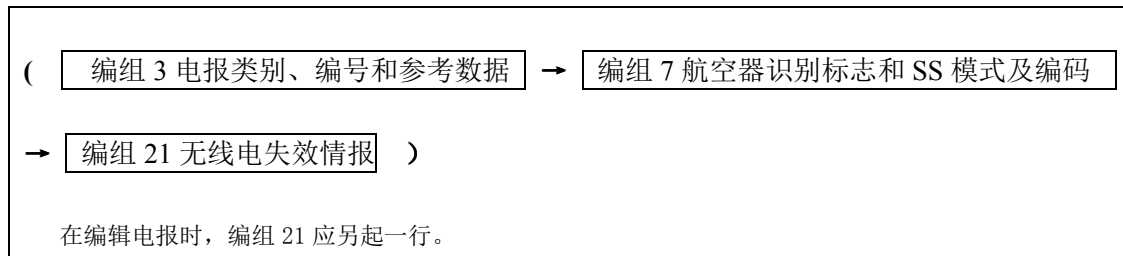 ( 编组 3 电报类别、编号和参考数据 → 编组 7 航空器识别标志和 SS 模式及编码
→ 编组 21 无线电失效情报 )
在编辑电报时，编组 21 应另起一行。